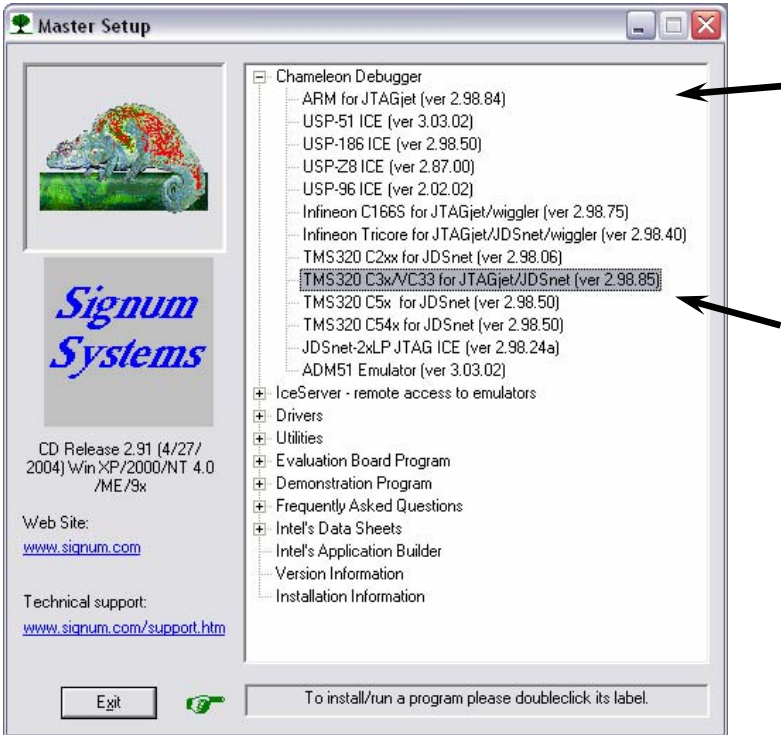 Master Setup
Chameleon Debugger
ARM for JTAGjet (ver 2.98.84)
USP-51 ICE (ver 3.03.02)
USP-186 ICE (ver 2.98.50)
USP-Z8 ICE (ver 2.87.00)
USP-96 ICE (ver 2.02.02)
Infineon C166S for JTAGjet/wiggler (ver 2.98.75)
Infineon Tricore for JTAGjet/JDSnet/wiggler (ver 2.98.40)
TMS320 C2xx for JDSnet (ver 2.98.06)
TMS320 C3x/VC33 for JTAGjet/JDSnet (ver 2.98.85)
TMS320 C5x for JDSnet (ver 2.98.50)
TMS320 C54x for JDSnet (ver 2.98.50)
JDSnet-2xLP JTAG ICE (ver 2.98.24a)
ADM51 Emulator (ver 3.03.02)
IceServer - remote access to emulators
Drivers
Utilities
Evaluation Board Program
Demonstration Program
Frequently Asked Questions
Intel's Data Sheets
Intel's Application Builder
Version Information
Installation Information
Signum
Systems
CD Release 2.91 (4/27/
2004) Win XP/2000/NT 4.0
/ME/9x
Web Site:
www.signum.com
Technical support:
www.signum.com/support.htm
Exit
To install/run a program please doubleclick its label.